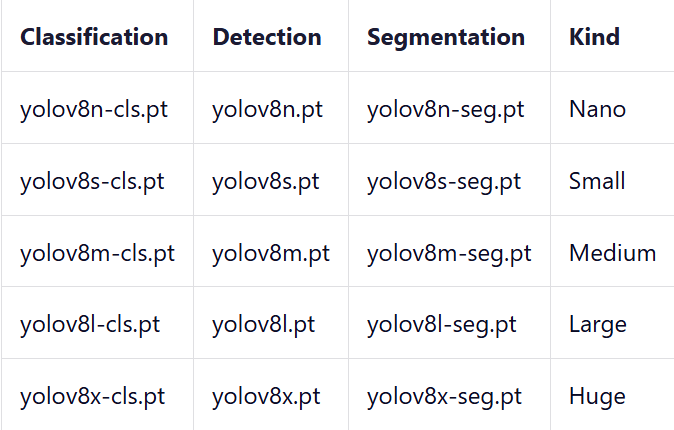 Classification Detection Segmentation Kind
yolov8n-cls.pt yolov8n.pt yolov8n-seg.pt Nano
yolov8s-cls.pt yolov8s.pt yolov8s-seg.pt Small
yolov8m-cls.pt yolov8m.pt yolov8m-seg.pt Medium
yolov8l-cls.pt yolov8l.pt yolov8l-seg.pt Large
yolov8x-cls.pt yolov8x.pt yolov8x-seg.pt Huge